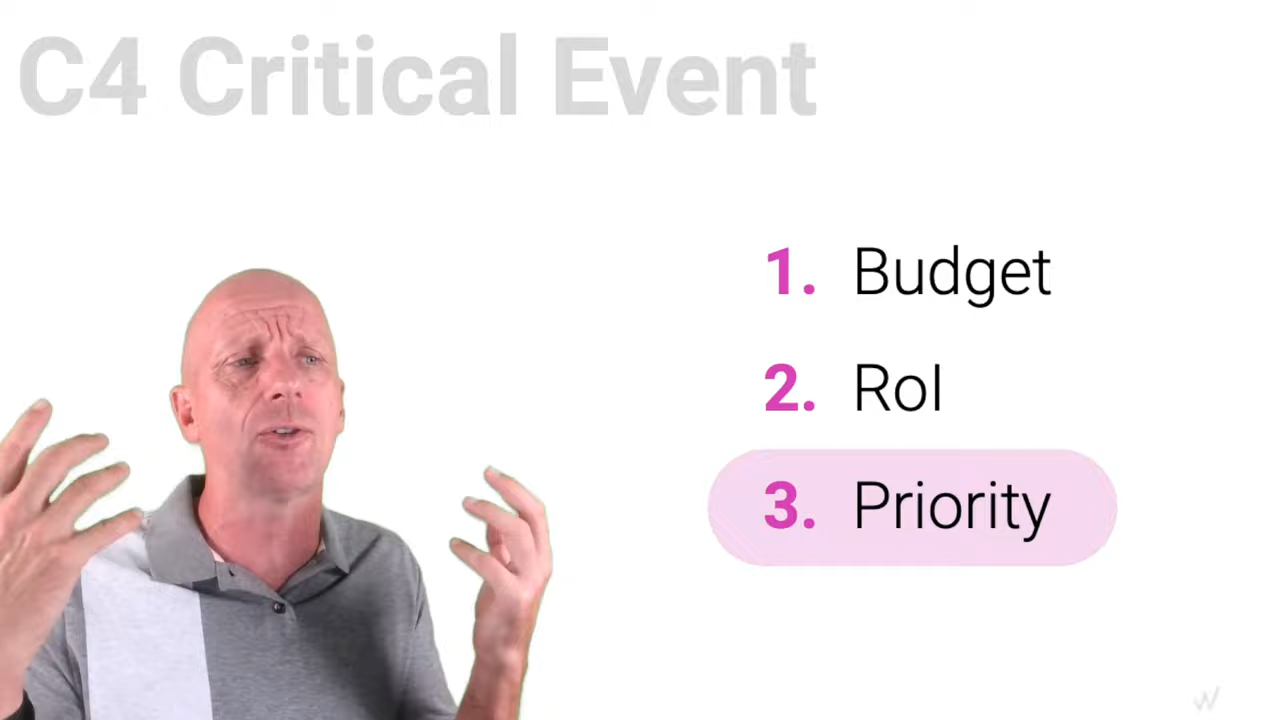 C4 Critical Event
1. Budget
2. RoI
3. Priority